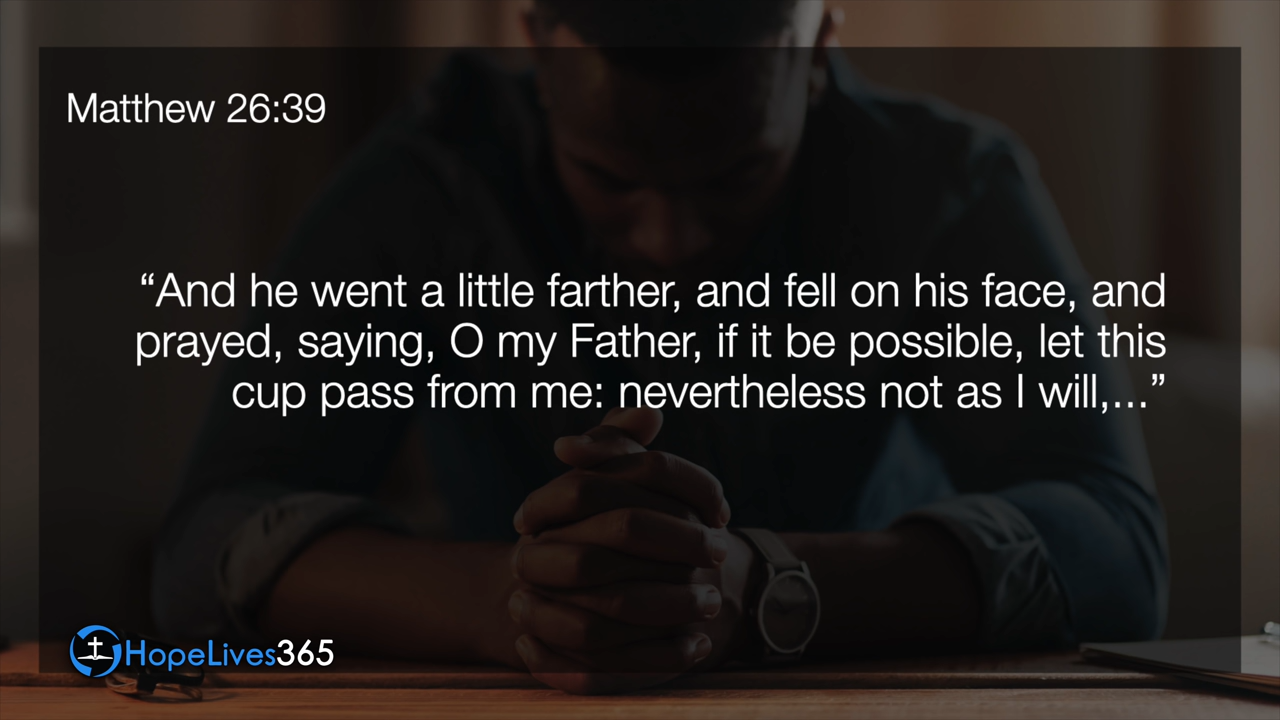 Matthew 26:39
“And he went a little farther, and fell on his face, and
prayed, saying, O my Father, if it be possible, let this
cup pass from me: nevertheless not as I will,...”
HopeLives365